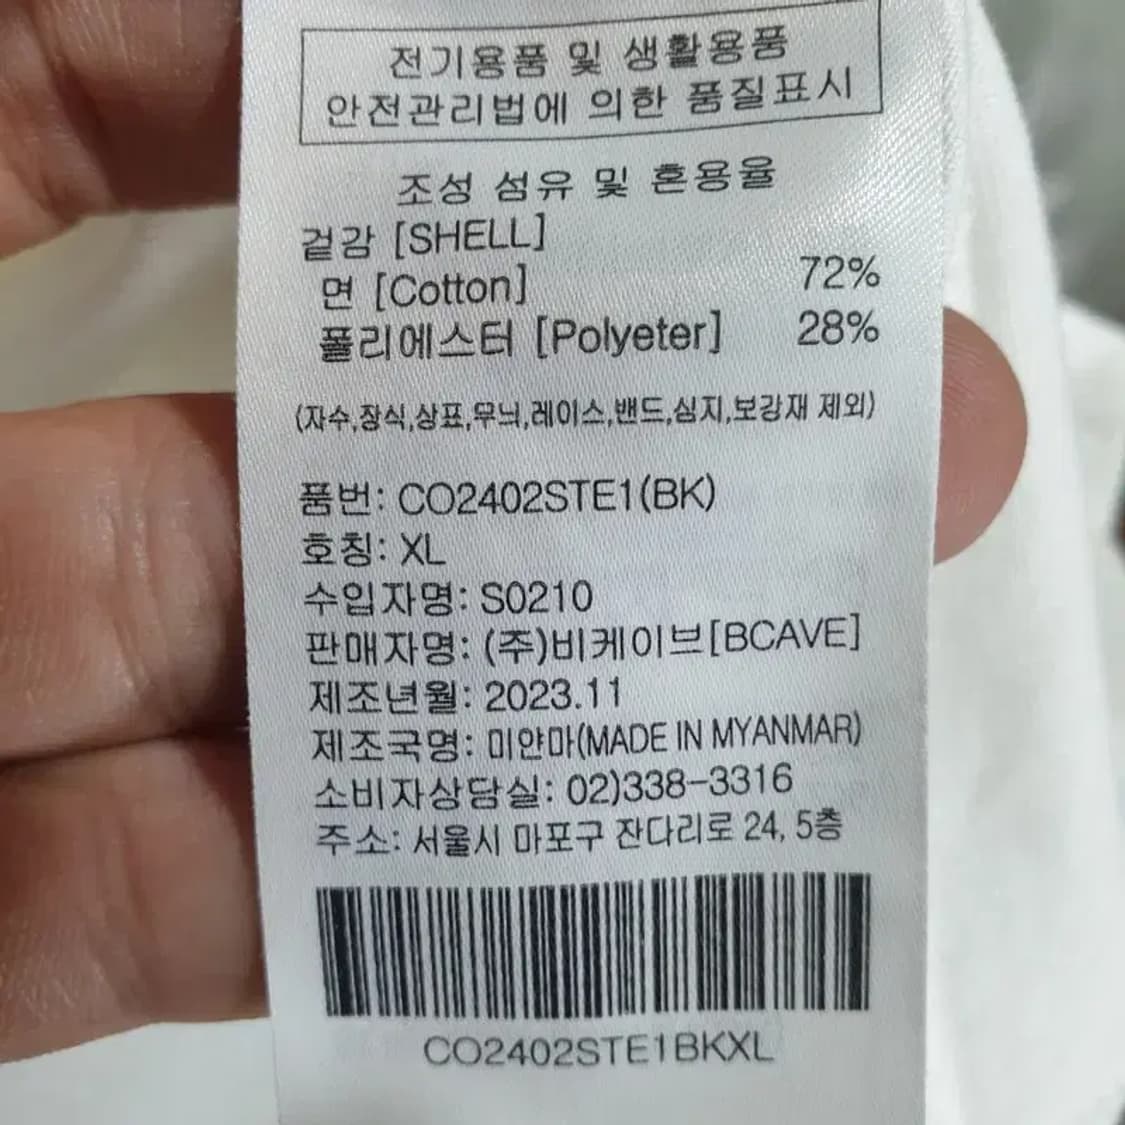 전기용품 및 생활용품
안전관리법에 의한 품질표시
조성 섬유 및 혼용율
겉감 [SHELL]
면 [Cotton] 72%
폴리에스터 [Polyeter] 28%
(자수,장식,상표,무늬,레이스,밴드,심지,보강재 제외)
품번: CO2402STE1(BK)
호칭: XL
수입자명: S0210
판매자명: (주)비케이브[BCAVE]
제조년월: 2023.11
제조국명: 미얀마(MADE IN MYANMAR)
소비자상담실: 02)338-3316
주소: 서울시 마포구 잔다리로 24, 5층
CO2402STE1BKXL